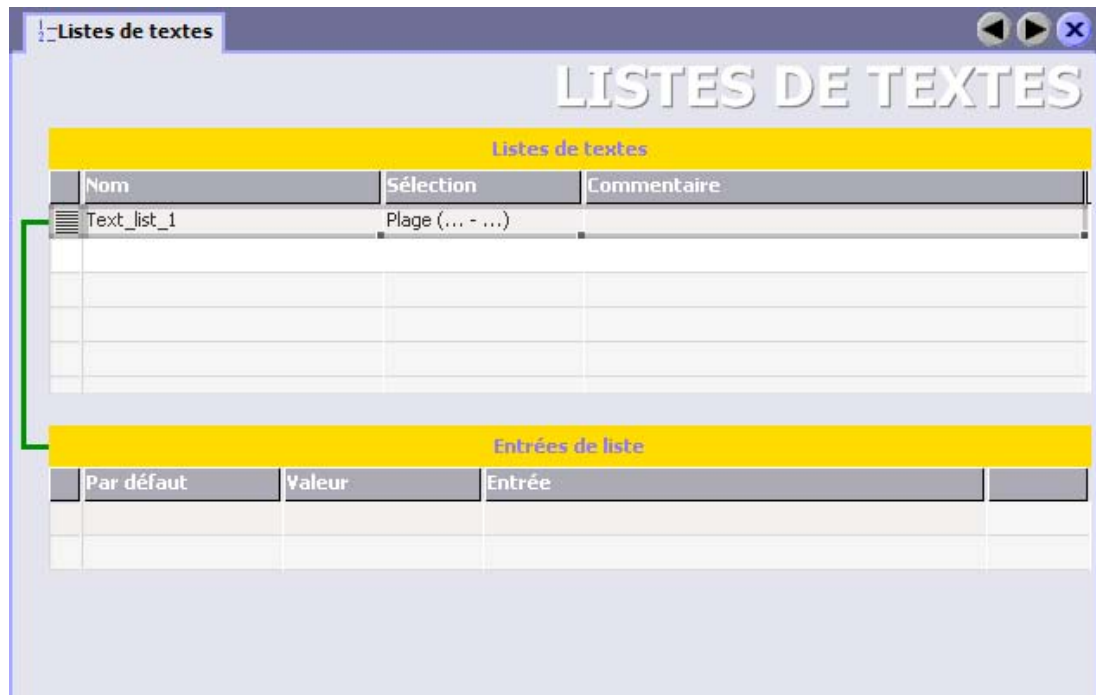 Listes de textes
LISTES DE TEXTES
Listes de textes
Nom Sélection Commentaire
Text_list_1 Plage (... - ...)
Entrées de liste
Par défaut Valeur Entrée